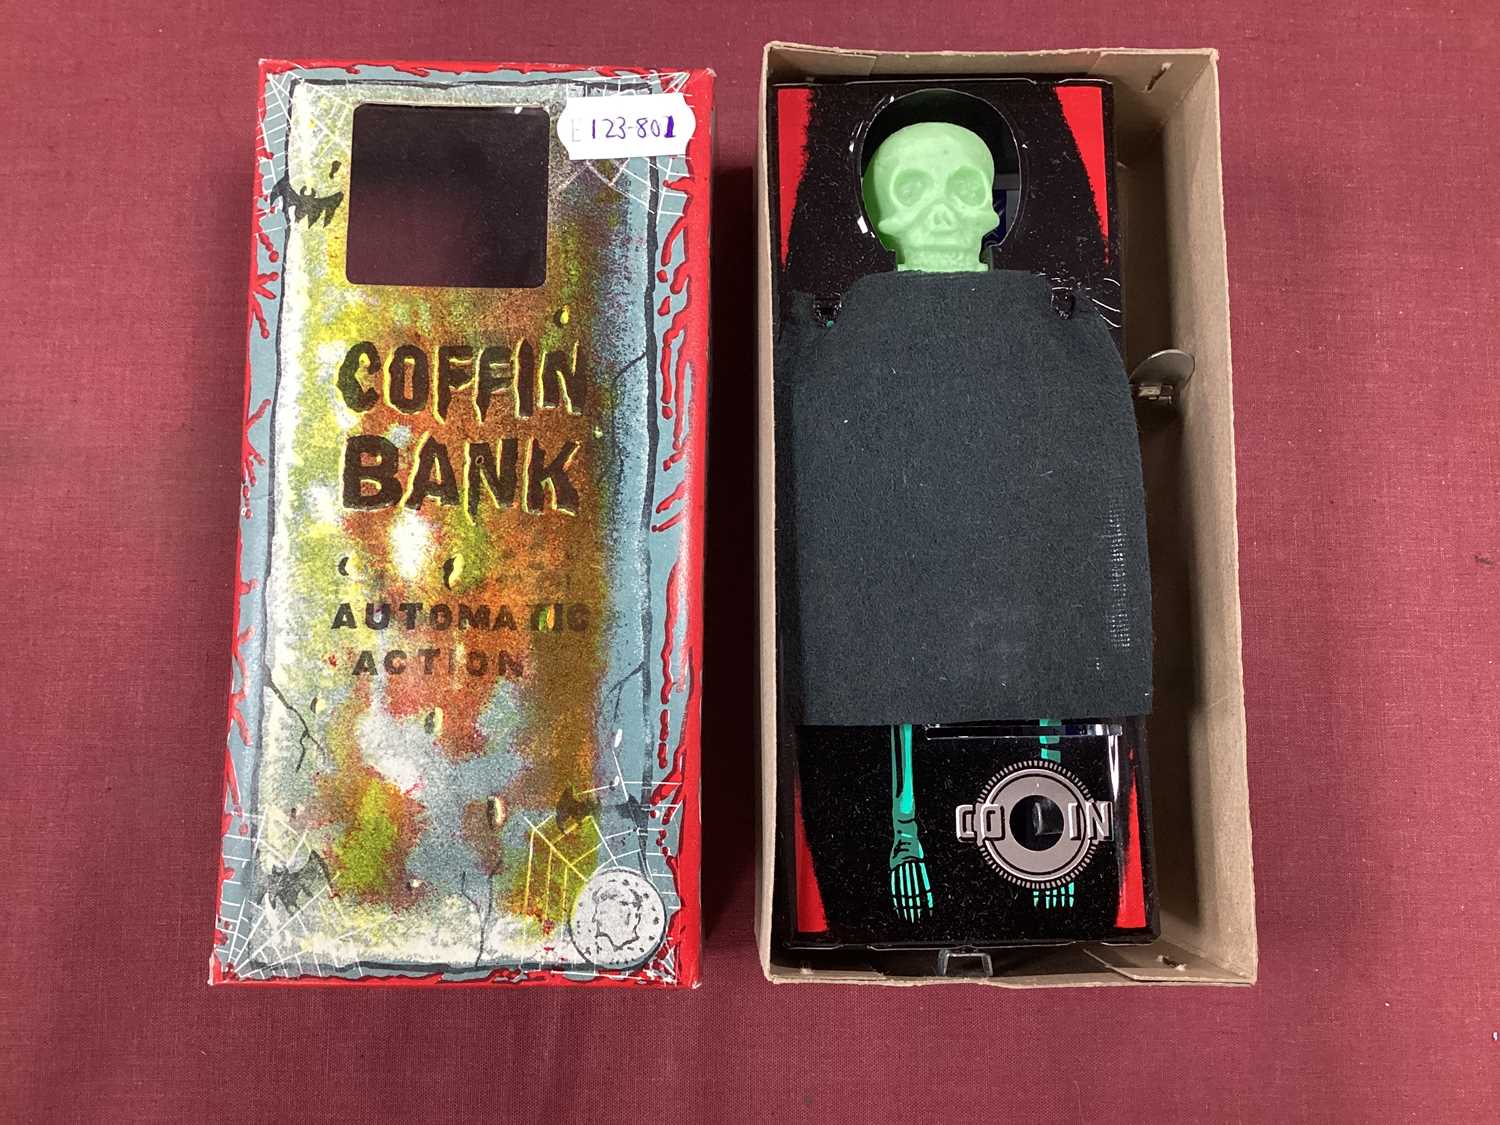 E123-801
COFFIN
BANK
AUTOMATIC
ACTION
COIN